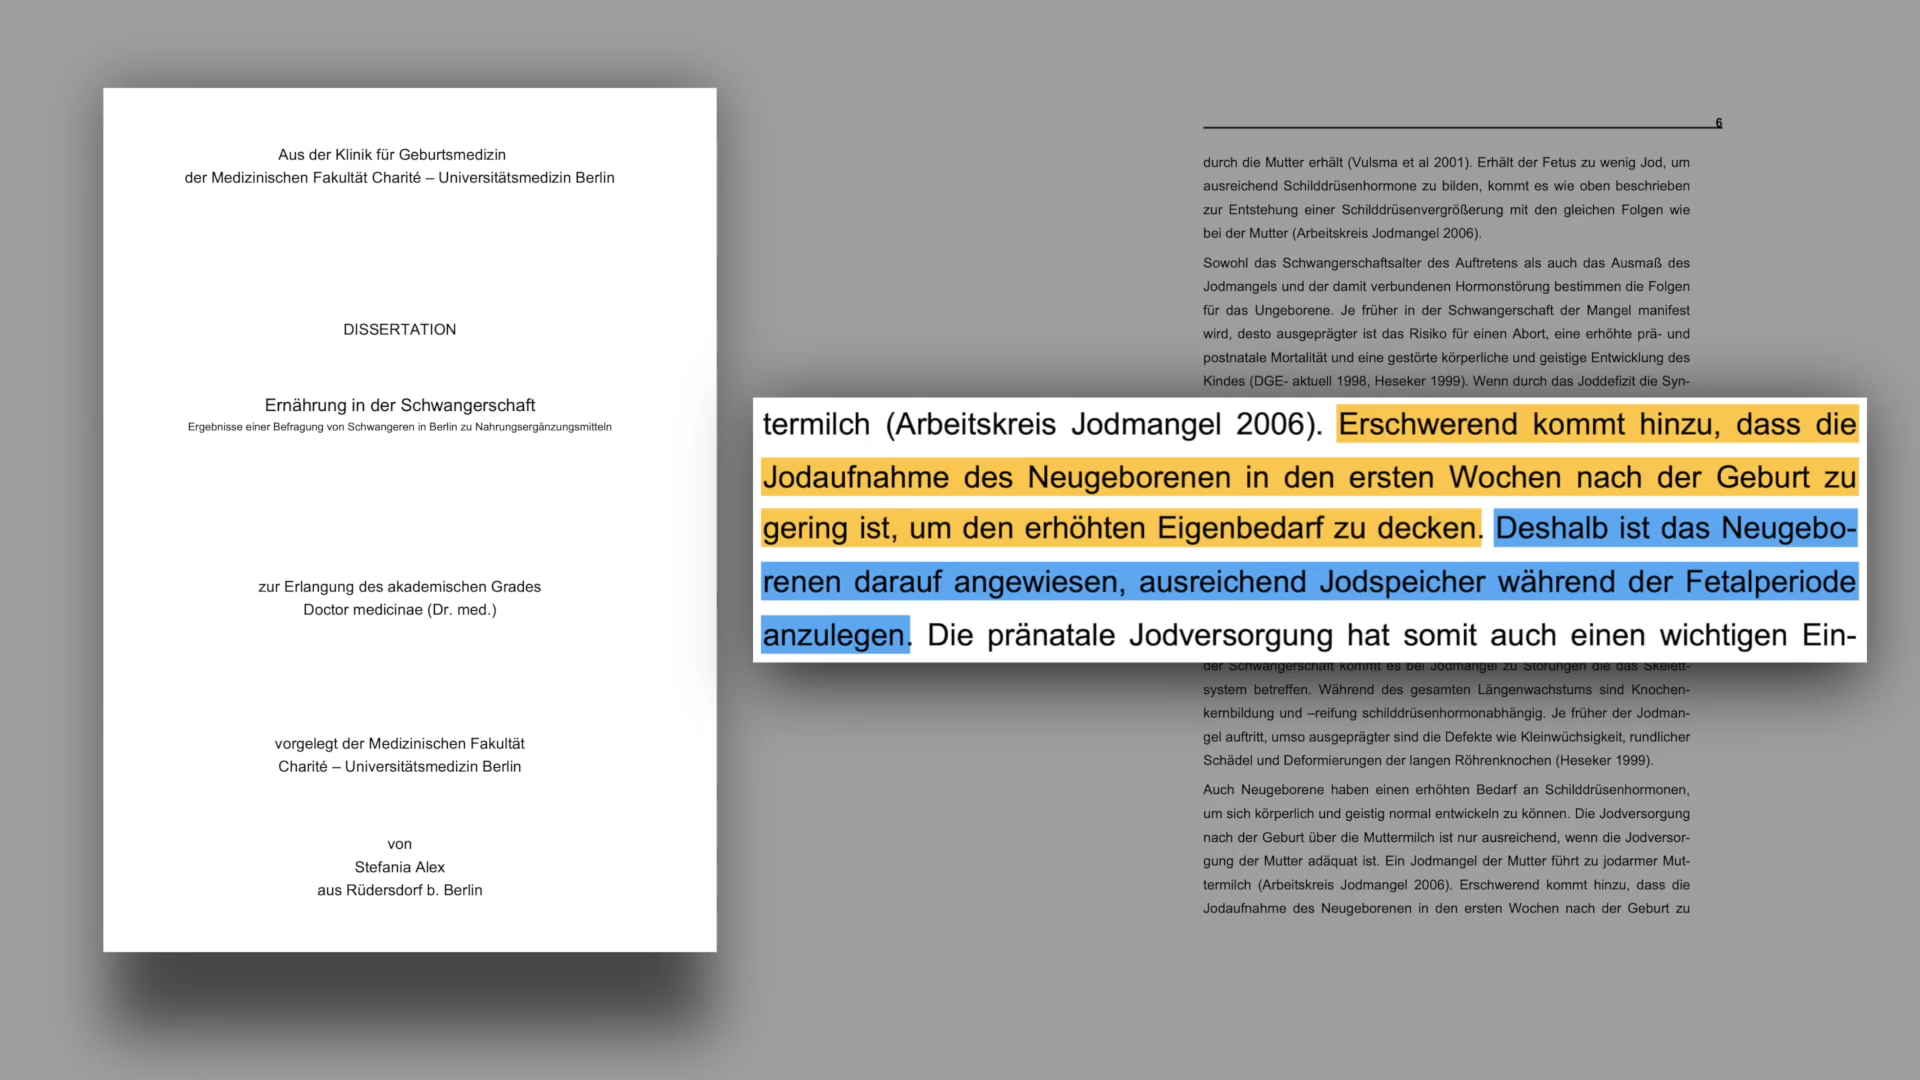 Aus der Klinik für Geburtsmedizin
der Medizinischen Fakultät Charité – Universitätsmedizin Berlin
DISSERTATION
Ernährung in der Schwangerschaft
Ergebnisse einer Befragung von Schwangeren in Berlin zu Nahrungsergänzungsmitteln
zur Erlangung des akademischen Grades
Doctor medicinae (Dr. med.)
vorgelegt der Medizinischen Fakultät
Charité – Universitätsmedizin Berlin
von
Stefania Alex
aus Rüdersdorf b. Berlin
6
durch die Mutter erhält (Vulsma et al 2001). Erhält der Fetus zu wenig Jod, um
ausreichend Schilddrüsenhormone zu bilden, kommt es wie oben beschrieben
zur Entstehung einer Schilddrüsenvergrößerung mit den gleichen Folgen wie
bei der Mutter (Arbeitskreis Jodmangel 2006).
Sowohl das Schwangerschaftsalter des Auftretens als auch das Ausmaß des
Jodmangels und der damit verbundenen Hormonstörung bestimmen die Folgen
für das Ungeborene. Je früher in der Schwangerschaft der Mangel manifest
wird, desto ausgeprägter ist das Risiko für einen Abort, eine erhöhte prä- und
postnatale Mortalität und eine gestörte körperliche und geistige Entwicklung des
Kindes (DGE- aktuell 1998, Heseker 1999). Wenn durch das Joddefizit die Syn-
termilch (Arbeitskreis Jodmangel 2006). Erschwerend kommt hinzu, dass die
Jodaufnahme des Neugeborenen in den ersten Wochen nach der Geburt zu
gering ist, um den erhöhten Eigenbedarf zu decken. Deshalb ist das Neugebo-
renen darauf angewiesen, ausreichend Jodspeicher während der Fetalperiode
anzulegen. Die pränatale Jodversorgung hat somit auch einen wichtigen Ein-
der Schwangerschaft kommt es bei Jodmangel zu Störungen die das Skelett-
system betreffen. Während des gesamten Längenwachstums sind Knochen-
kernbildung und –reifung schilddrüsenhormonabhängig. Je früher der Jodman-
gel auftritt, umso ausgeprägter sind die Defekte wie Kleinwüchsigkeit, rundlicher
Schädel und Deformierungen der langen Röhrenknochen (Heseker 1999).
Auch Neugeborene haben einen erhöhten Bedarf an Schilddrüsenhormonen,
um sich körperlich und geistig normal entwickeln zu können. Die Jodversorgung
nach der Geburt über die Muttermilch ist nur ausreichend, wenn die Jodversor-
gung der Mutter adäquat ist. Ein Jodmangel der Mutter führt zu jodarmer Mut-
termilch (Arbeitskreis Jodmangel 2006). Erschwerend kommt hinzu, dass die
Jodaufnahme des Neugeborenen in den ersten Wochen nach der Geburt zu